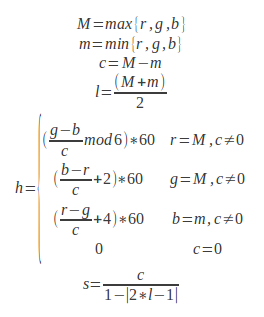 M=max{r,g,b}
m=min{r,g,b}
c=M−m
l=(M+m)/2
h={
(g−b/c mod6)∗60 r=M,c≠0
(b−r/c+2)∗60 g=M,c≠0
(r−g/c+4)∗60 b=m,c≠0
0 c=0
s=c/1−|2∗l−1|